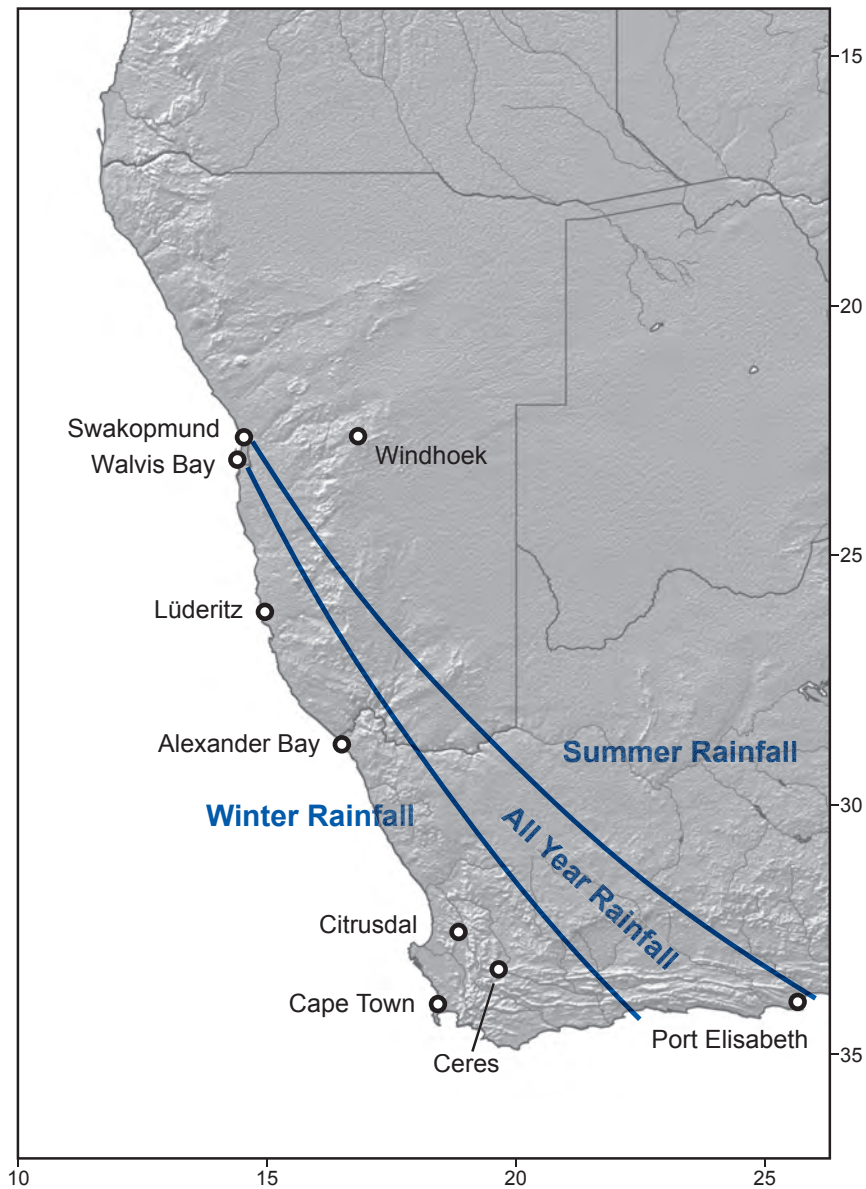 15
20
Swakopmund
Walvis Bay
Windhoek
25
Lüderitz
Alexander Bay
Summer Rainfall
Winter Rainfall
30
All Year Rainfall
Citrusdal
Cape Town
Ceres
Port Elisabeth
35
10
15
20
25